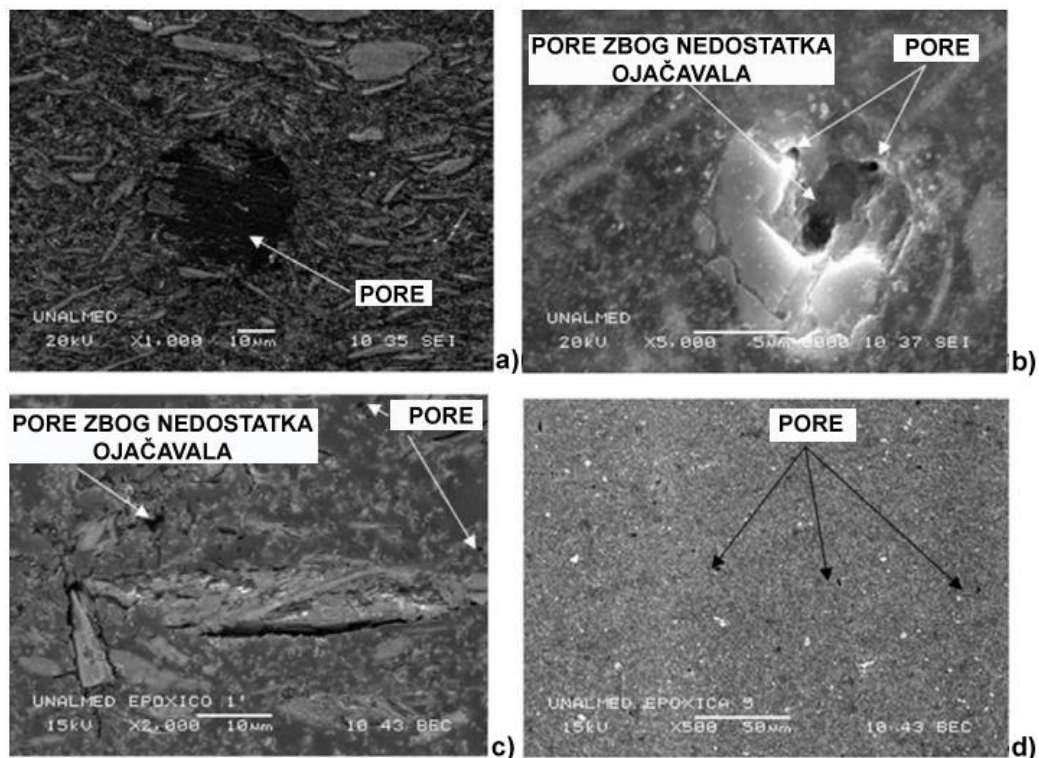 PORE
UNALMED
20kV X1,000 10µm 10 35 SEI
a)
PORE ZBOG NEDOSTATKA
OJAČAVALA
PORE
UNALMED
20kV X5,000 5µm 0000 10 37 SEI
b)
PORE ZBOG NEDOSTATKA
OJAČAVALA
PORE
UNALMED EPOXICO 1'
15kV X2,000 10µm 10 43 BEC
c)
PORE
UNALMED EPOXICA 9
15kV X500 50µm 10.43 BEC
d)